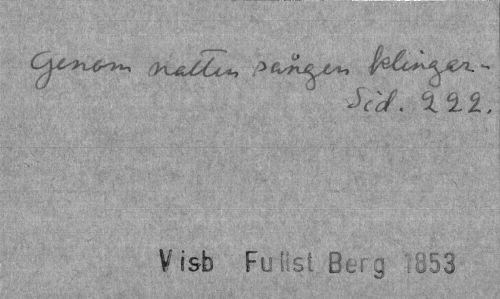 Genom natten sången klingar-
Sid. 222.
Visb Fullst Berg 1853